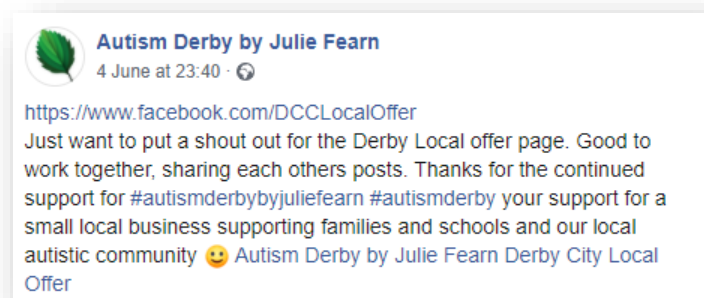 Autism Derby by Julie Fearn
4 June at 23:40 ·
https://www.facebook.com/DCCLocalOffer
Just want to put a shout out for the Derby Local offer page. Good to
work together, sharing each others posts. Thanks for the continued
support for #autismderbybyjuliefearn #autismderby your support for a
small local business supporting families and schools and our local
autistic community 🙂 Autism Derby by Julie Fearn Derby City Local
Offer